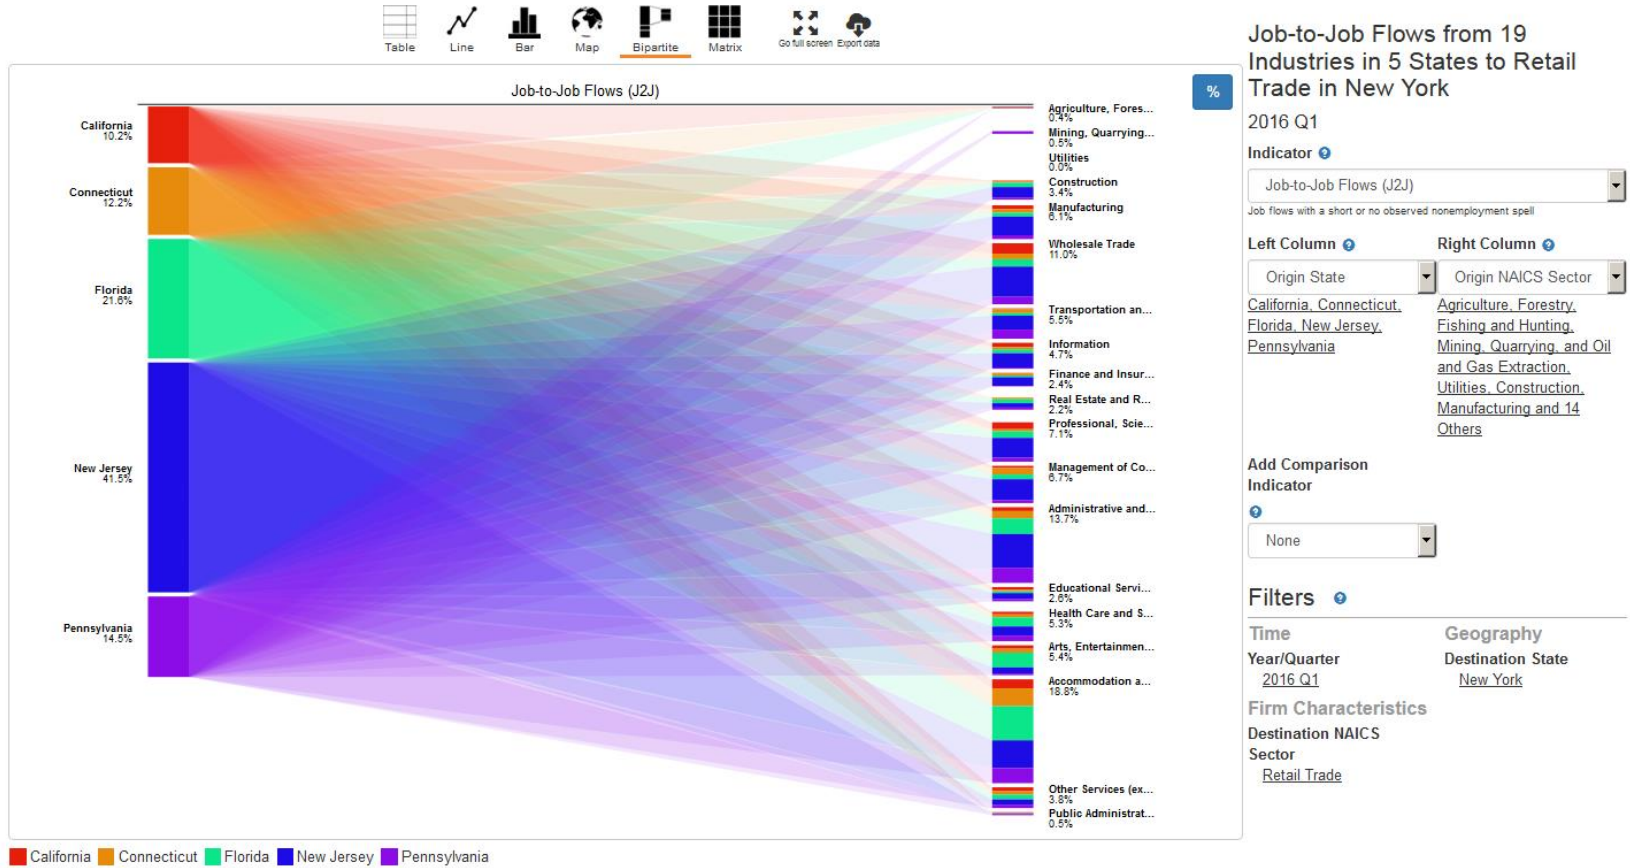 Table
Line
Bar
Map
Bipartite
Matrix
Go full screen
Export data
Job-to-Job Flows (J2J)
%
California
10.2%
Connecticut
12.2%
Florida
21.6%
New Jersey
41.5%
Pennsylvania
14.5%
Agriculture, Fores...
0.4%
Mining, Quarrying...
0.5%
Utilities
0.0%
Construction
3.4%
Manufacturing
6.1%
Wholesale Trade
11.0%
Transportation an...
5.5%
Information
4.7%
Finance and Insur...
2.4%
Real Estate and R...
2.2%
Professional, Scie...
7.1%
Management of Co...
6.7%
Administrative and...
13.7%
Educational Servi...
2.6%
Health Care and S...
5.3%
Arts, Entertainmen...
5.4%
Accommodation a...
18.8%
Other Services (ex...
3.8%
Public Administrat...
0.5%
California Connecticut Florida New Jersey Pennsylvania
Job-to-Job Flows from 19
Industries in 5 States to Retail
Trade in New York
2016 Q1
Indicator ?
Job-to-Job Flows (J2J)
Job flows with a short or no observed nonemployment spell
Left Column ?
Origin State
California, Connecticut,
Florida, New Jersey,
Pennsylvania
Right Column ?
Origin NAICS Sector
Agriculture, Forestry,
Fishing and Hunting,
Mining, Quarrying, and Oil
and Gas Extraction,
Utilities, Construction,
Manufacturing and 14
Others
Add Comparison
Indicator
?
None
Filters ?
Time
Year/Quarter
2016 Q1
Geography
Destination State
New York
Firm Characteristics
Destination NAICS
Sector
Retail Trade